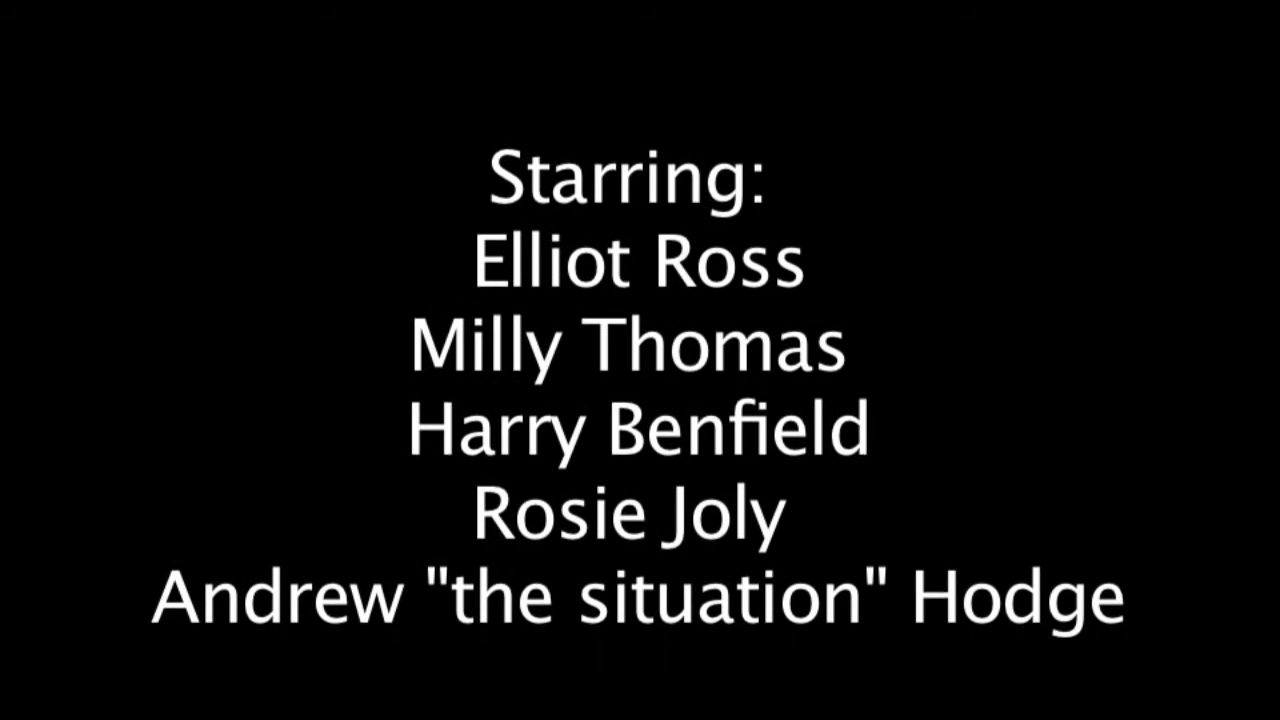 Starring:
Elliot Ross
Milly Thomas
Harry Benfield
Rosie Joly
Andrew "the situation" Hodge